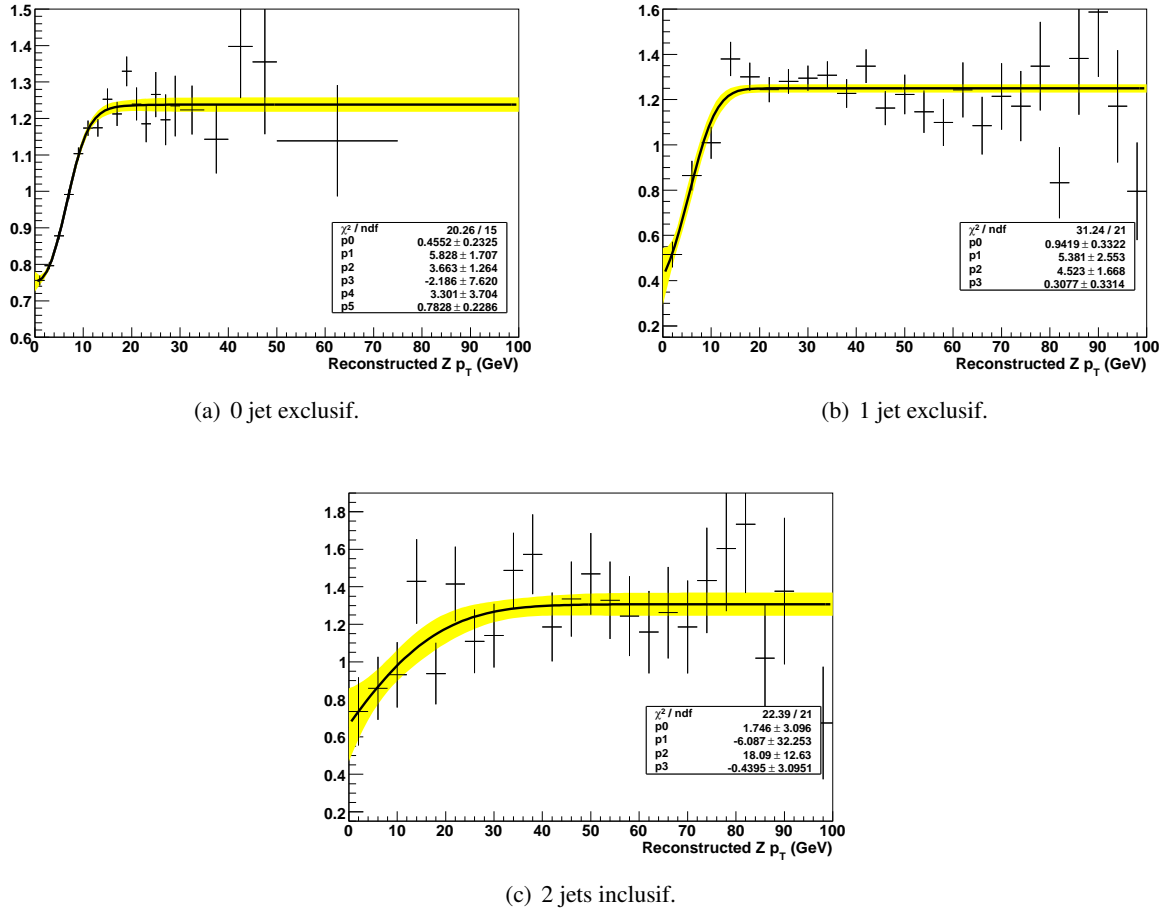 1.5
1.4
1.3
1.2
1.1
1
0.9
0.8
0.7
0.6
0 10 20 30 40 50 60 70 80 90 100
Reconstructed Z p_T (GeV)
χ² / ndf 20.26 / 15
p0 0.4552 ± 0.2325
p1 5.828 ± 1.707
p2 3.663 ± 1.264
p3 -2.186 ± 7.620
p4 3.301 ± 3.704
p5 0.7828 ± 0.2286
(a) 0 jet exclusif.
1.6
1.4
1.2
1.0
0.8
0.6
0.4
0.2
0 10 20 30 40 50 60 70 80 90 100
Reconstructed Z p_T (GeV)
χ² / ndf 31.24 / 21
p0 0.9419 ± 0.3322
p1 5.381 ± 2.553
p2 4.523 ± 1.668
p3 0.3077 ± 0.3314
(b) 1 jet exclusif.
1.8
1.6
1.4
1.2
1
0.8
0.6
0.4
0.2
0 10 20 30 40 50 60 70 80 90 100
Reconstructed Z p_T (GeV)
χ² / ndf 22.39 / 21
p0 1.746 ± 3.096
p1 -6.087 ± 32.253
p2 18.09 ± 12.63
p3 -0.4395 ± 3.0951
(c) 2 jets inclusif.